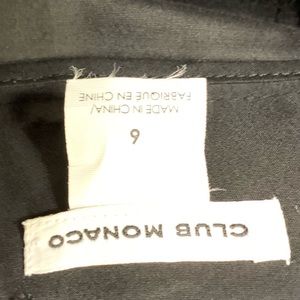 CLUB MONACO
6
MADE IN CHINA/
FABRIQUE EN CHINE